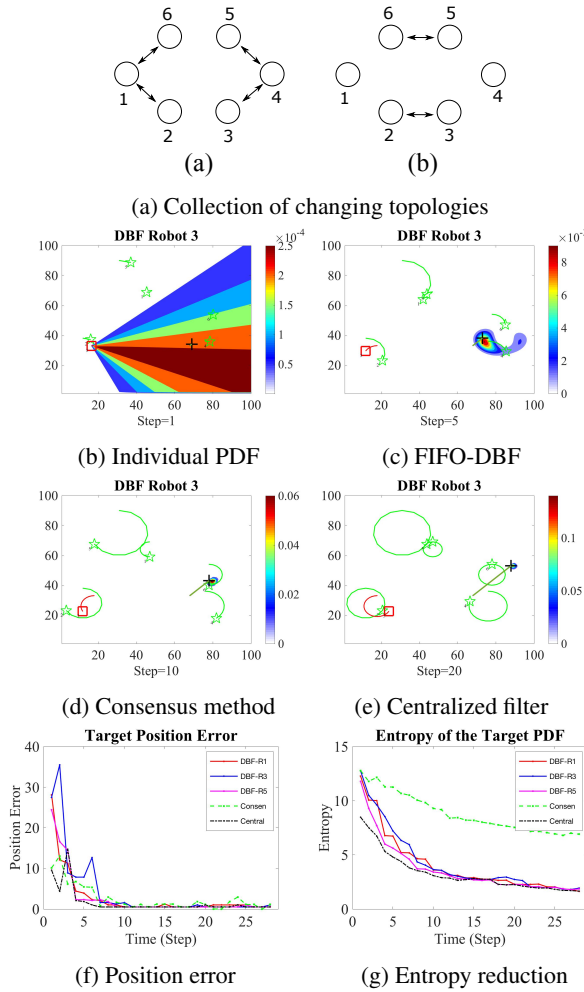 6 5 6 5
1 4 1 4
2 3 2 3
(a) (b)
(a) Collection of changing topologies
DBF Robot 3
×10⁻⁴
100
80
60
40
20
20 40 60 80 100
Step=1
2.5
2
1.5
1
0.5
0
DBF Robot 3
×10⁻³
100
80
60
40
20
20 40 60 80 100
Step=5
8
6
4
2
0
(b) Individual PDF (c) FIFO-DBF
DBF Robot 3
100
80
60
40
20
20 40 60 80 100
Step=10
0.06
0.04
0.02
0
DBF Robot 3
100
80
60
40
20
20 40 60 80 100
Step=20
0.1
0.05
0
(d) Consensus method (e) Centralized filter
Target Position Error
Position Error
40
30
20
10
0
0 5 10 15 20 25
Time (Step)
DBF-R1
DBF-R3
DBF-R5
Consen
Central
Entropy of the Target PDF
Entropy
15
10
5
0
0 5 10 15 20 25
Time (Step)
DBF-R1
DBF-R3
DBF-R5
Consen
Central
(f) Position error (g) Entropy reduction